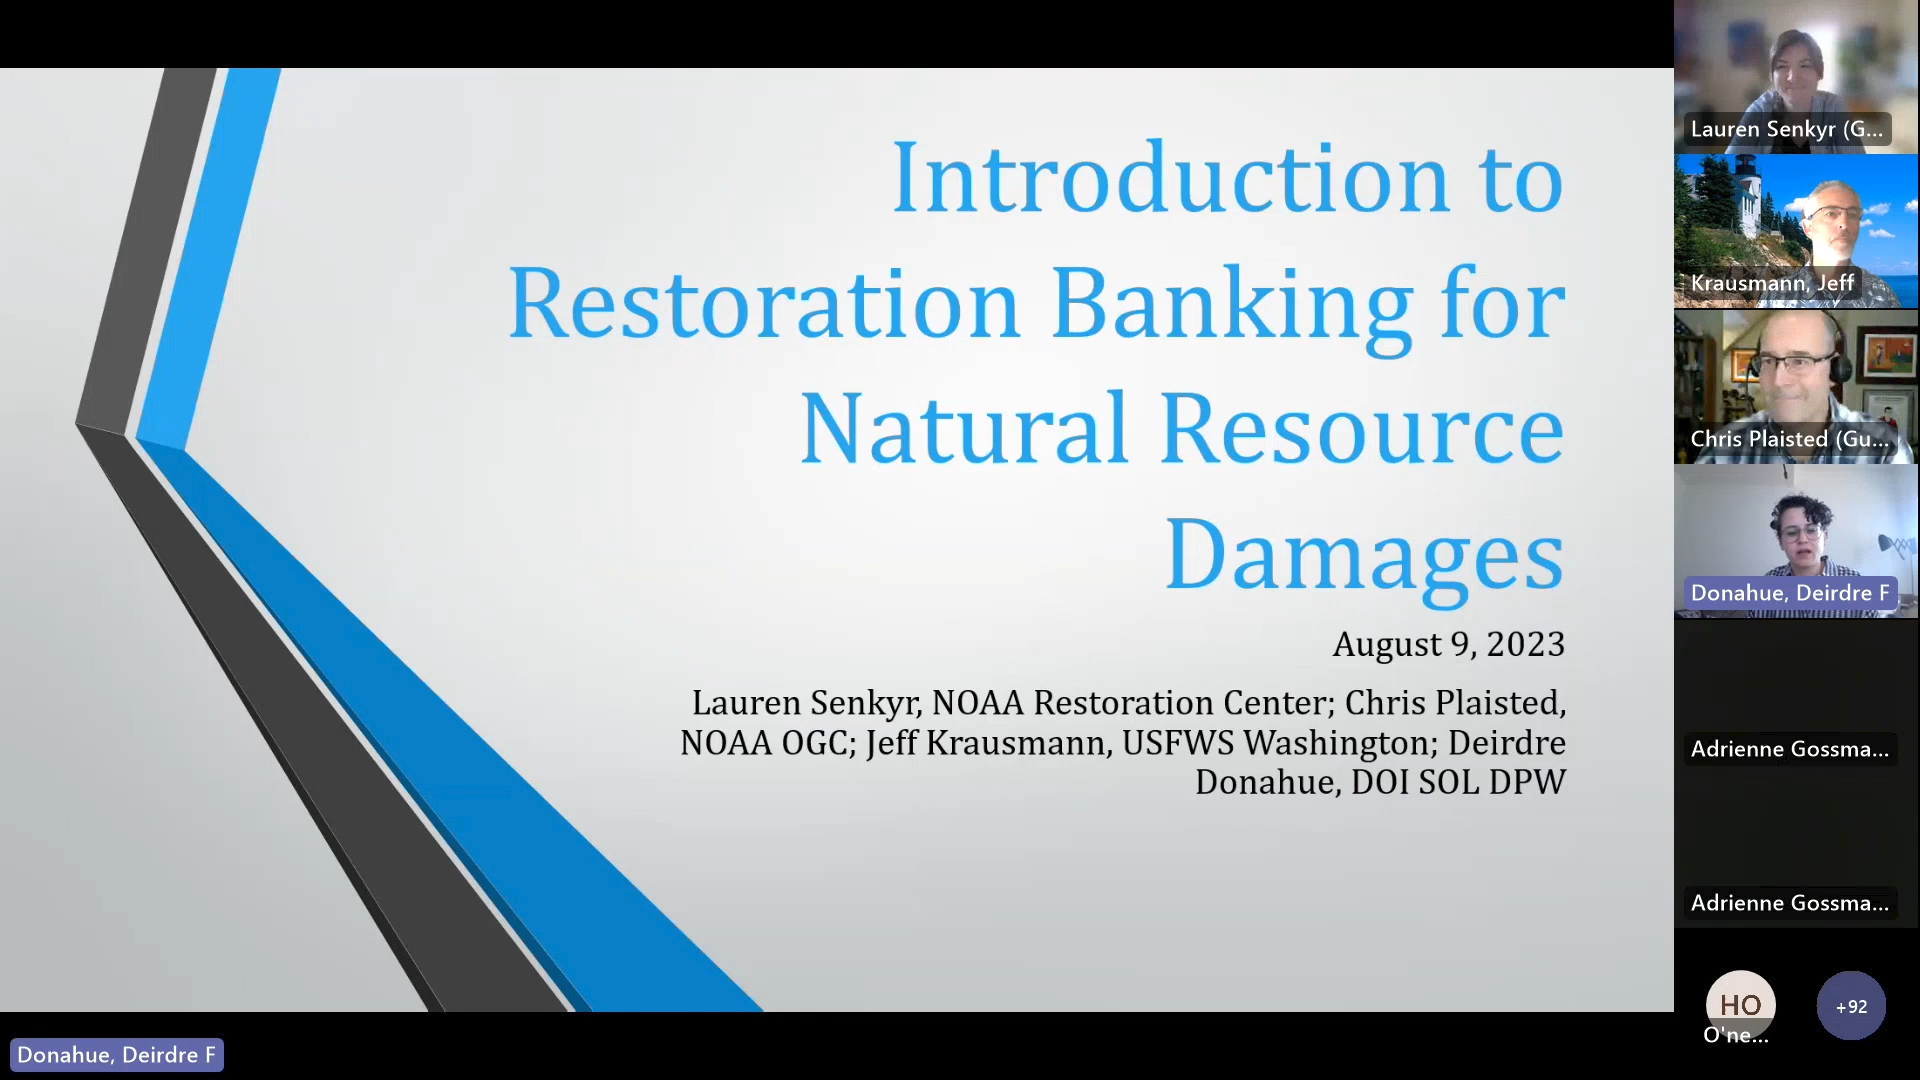 Introduction to
Restoration Banking for
Natural Resource
Damages
August 9, 2023
Lauren Senkyr, NOAA Restoration Center; Chris Plaisted,
NOAA OGC; Jeff Krausmann, USFWS Washington; Deirdre
Donahue, DOI SOL DPW
Donahue, Deirdre F
Lauren Senkyr (G...
Krausmann, Jeff
Chris Plaisted (Gu...
Donahue, Deirdre F
Adrienne Gossma...
Adrienne Gossma...
HO
O'ne...
+92